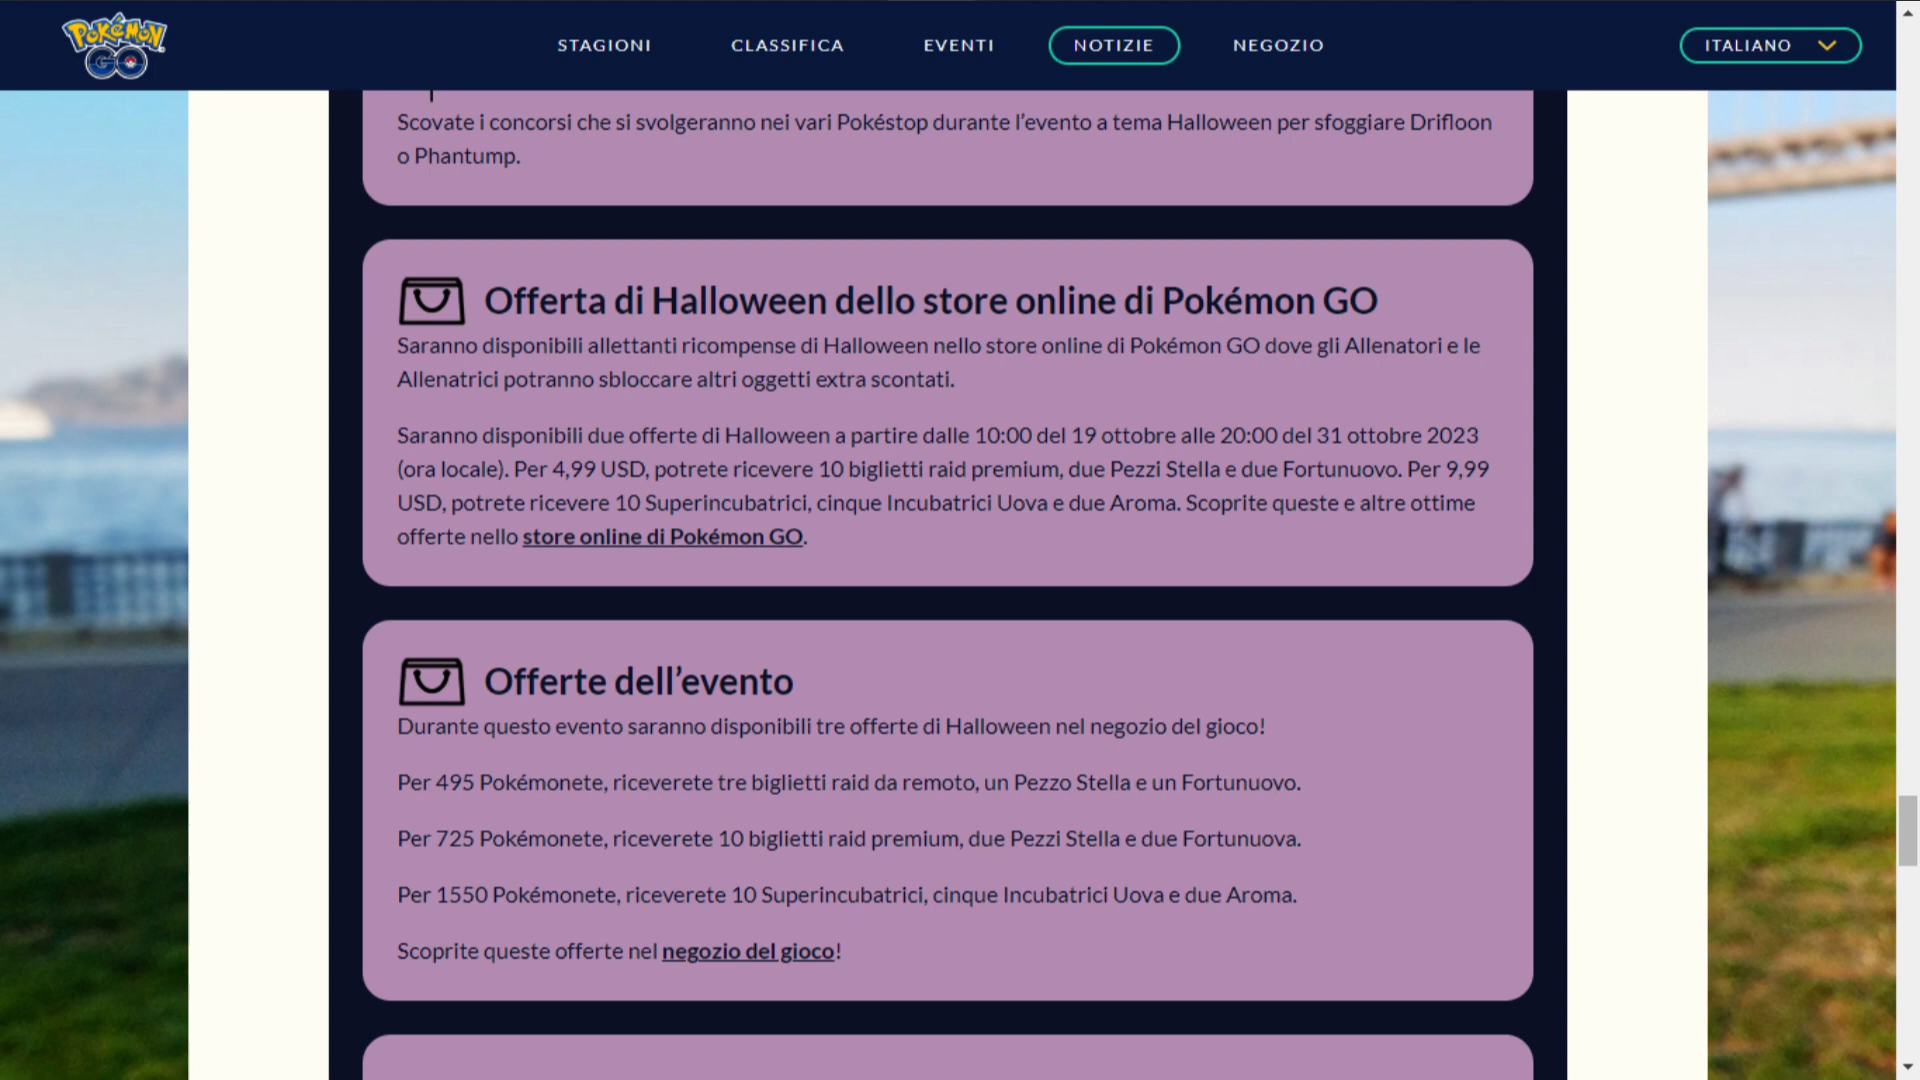 POKÉMON
GO
STAGIONI
CLASSIFICA
EVENTI
NOTIZIE
NEGOZIO
ITALIANO
Scovate i concorsi che si svolgeranno nei vari Pokéstop durante l’evento a tema Halloween per sfoggiare Drifloon
o Phantump.
Offerta di Halloween dello store online di Pokémon GO
Saranno disponibili allettanti ricompense di Halloween nello store online di Pokémon GO dove gli Allenatori e le
Allenatrici potranno sbloccare altri oggetti extra scontati.
Saranno disponibili due offerte di Halloween a partire dalle 10:00 del 19 ottobre alle 20:00 del 31 ottobre 2023
(ora locale). Per 4,99 USD, potrete ricevere 10 biglietti raid premium, due Pezzi Stella e due Fortunuovo. Per 9,99
USD, potrete ricevere 10 Superincubatrici, cinque Incubatrici Uova e due Aroma. Scoprite queste e altre ottime
offerte nello store online di Pokémon GO.
Offerte dell’evento
Durante questo evento saranno disponibili tre offerte di Halloween nel negozio del gioco!
Per 495 Pokémonete, riceverete tre biglietti raid da remoto, un Pezzo Stella e un Fortunuovo.
Per 725 Pokémonete, riceverete 10 biglietti raid premium, due Pezzi Stella e due Fortunuova.
Per 1550 Pokémonete, riceverete 10 Superincubatrici, cinque Incubatrici Uova e due Aroma.
Scoprite queste offerte nel negozio del gioco!